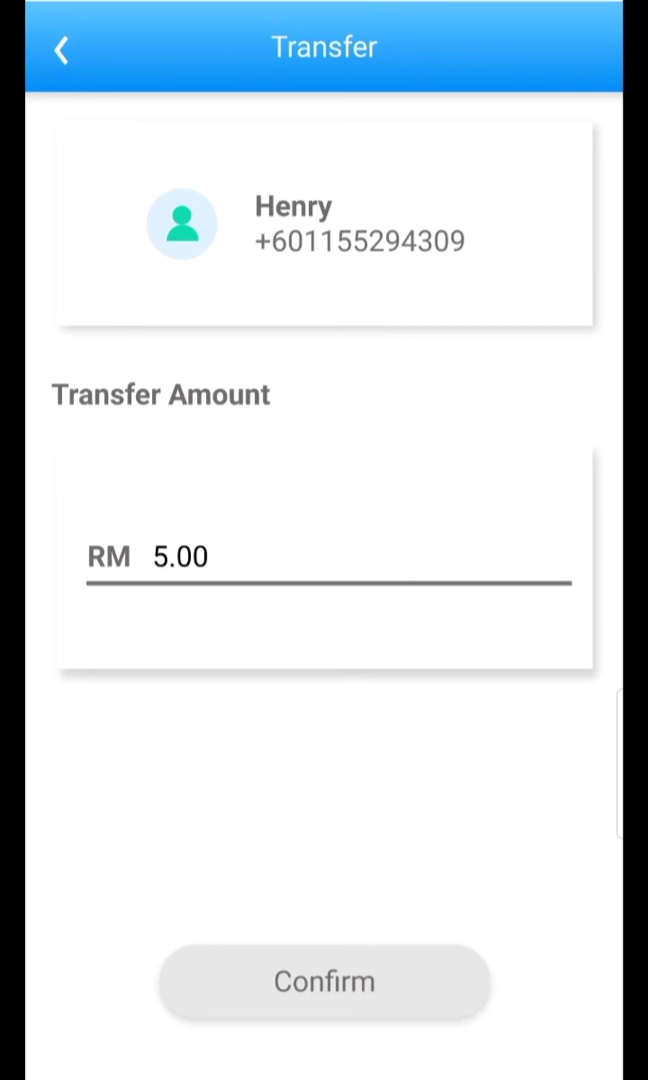 Transfer
Henry
+601155294309
Transfer Amount
RM 5.00
Confirm